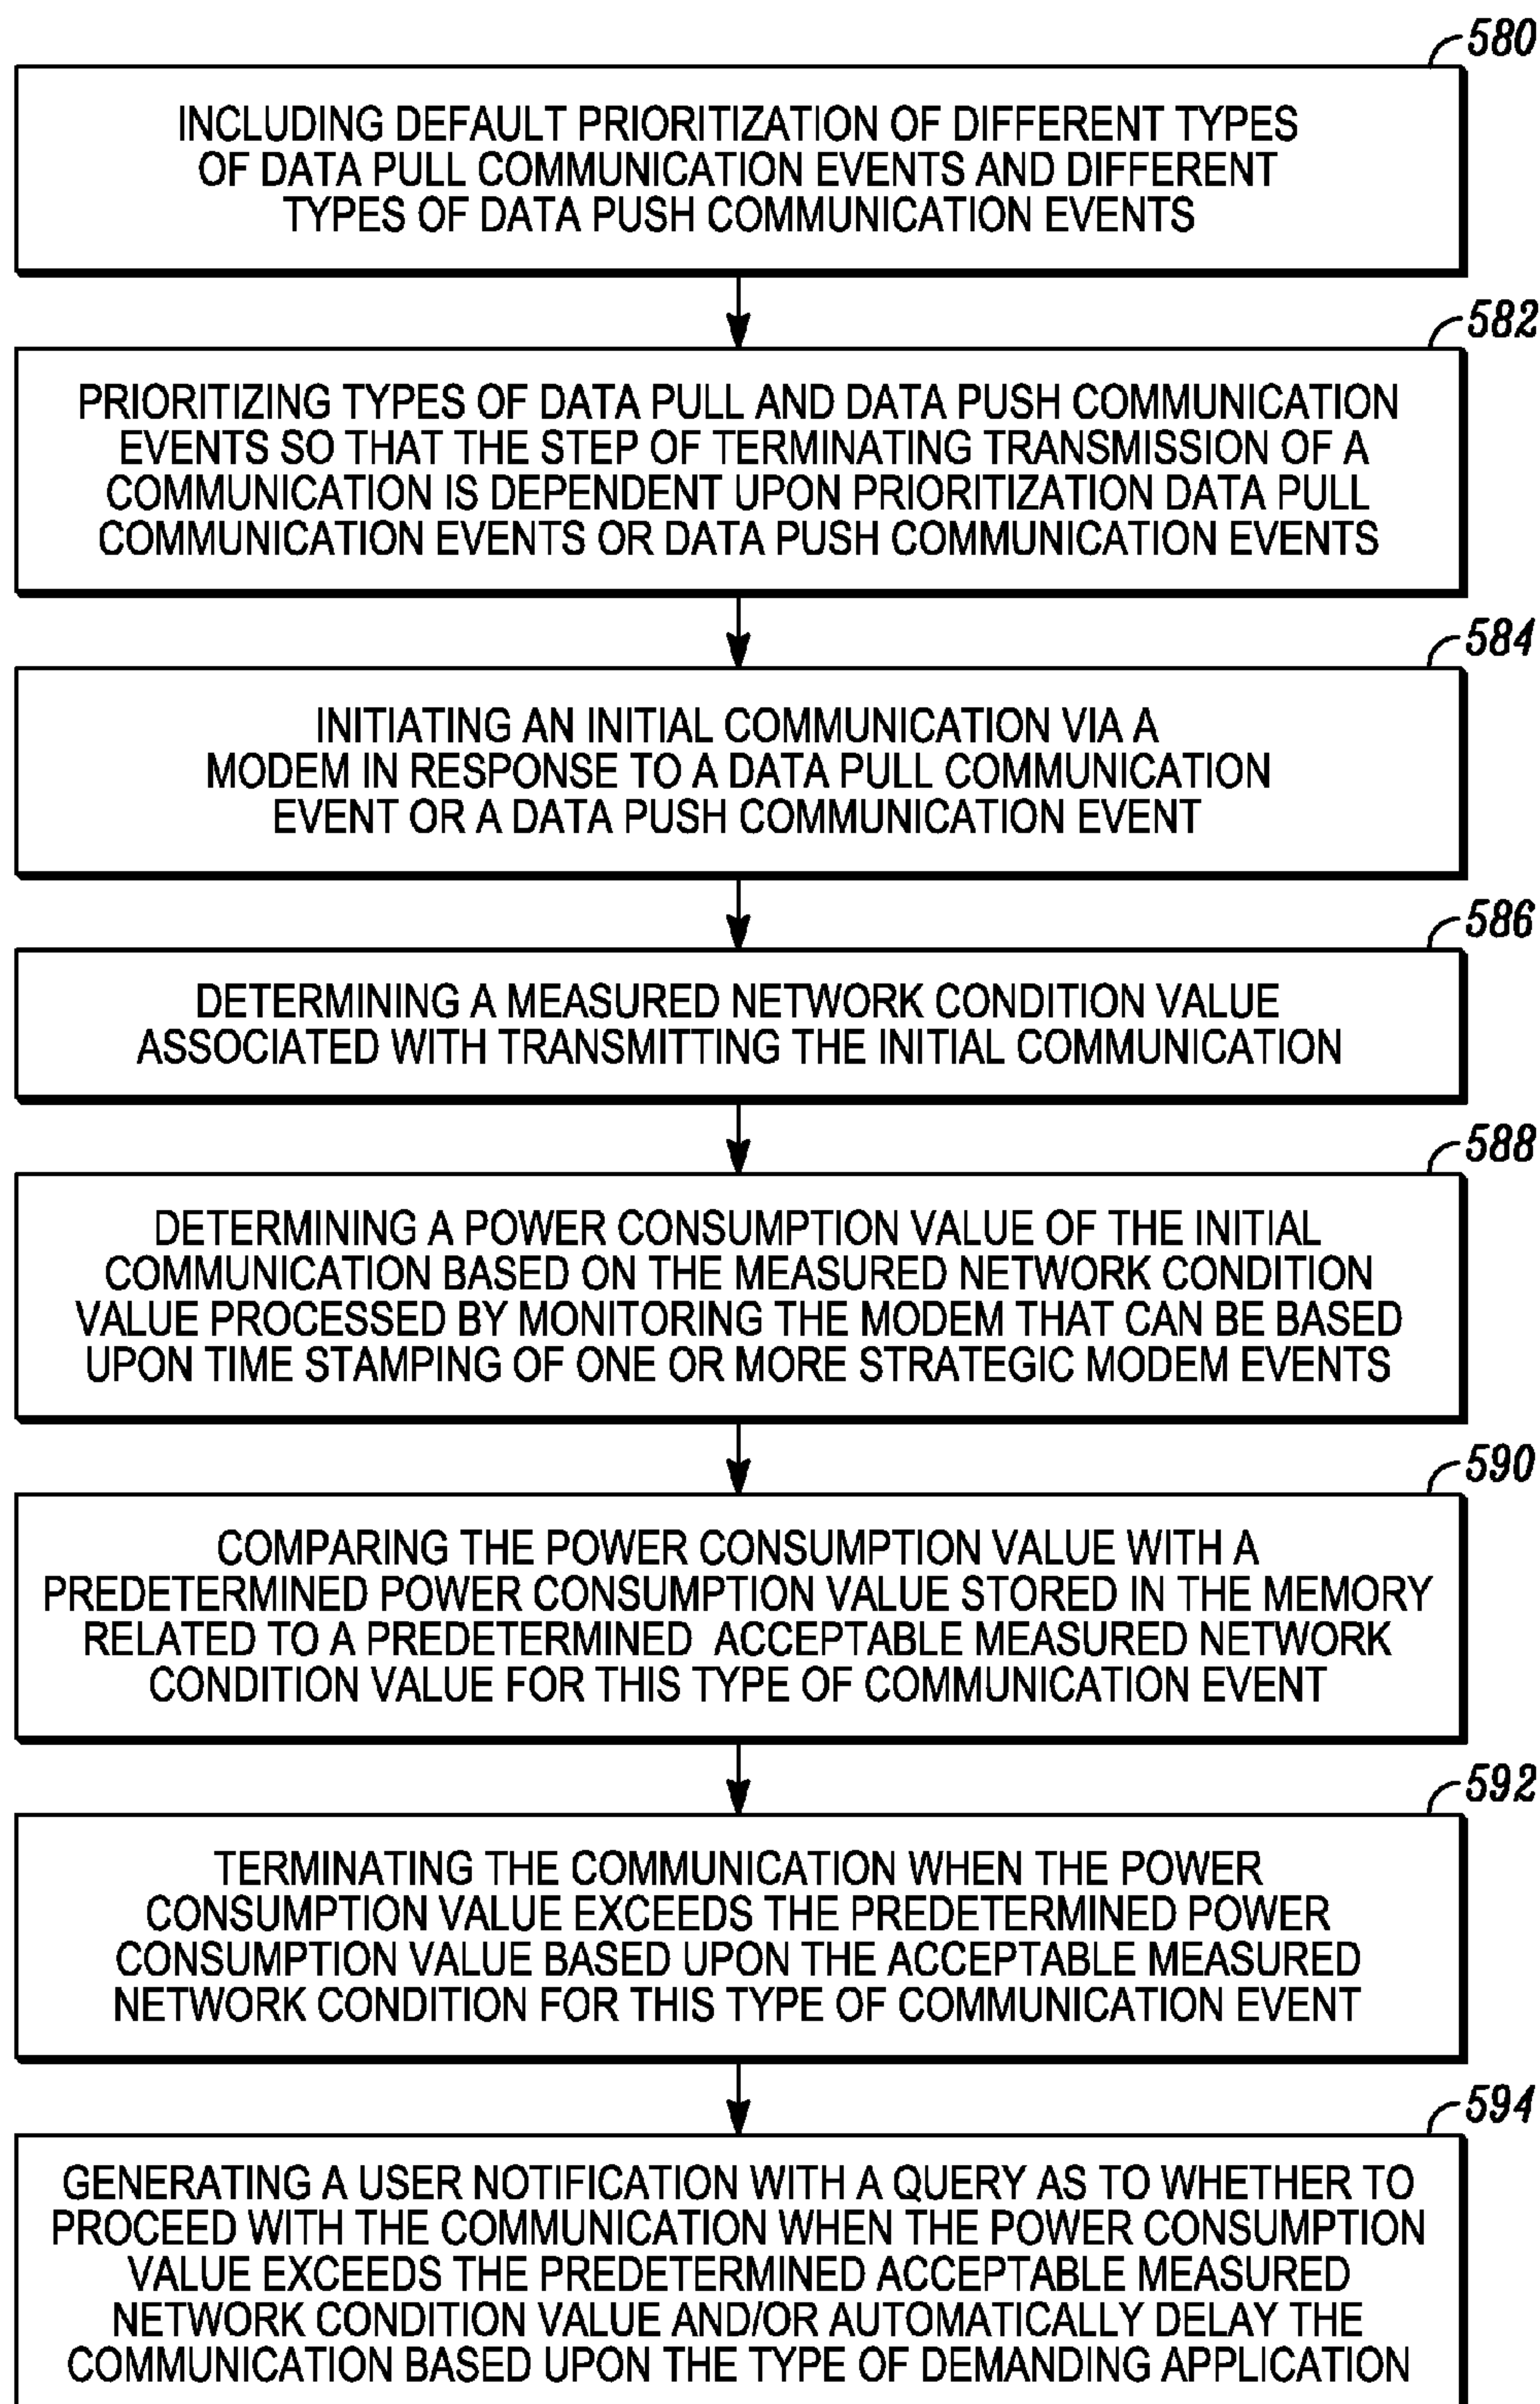 580
INCLUDING DEFAULT PRIORITIZATION OF DIFFERENT TYPES
OF DATA PULL COMMUNICATION EVENTS AND DIFFERENT
TYPES OF DATA PUSH COMMUNICATION EVENTS
582
PRIORITIZING TYPES OF DATA PULL AND DATA PUSH COMMUNICATION
EVENTS SO THAT THE STEP OF TERMINATING TRANSMISSION OF A
COMMUNICATION IS DEPENDENT UPON PRIORITIZATION DATA PULL
COMMUNICATION EVENTS OR DATA PUSH COMMUNICATION EVENTS
584
INITIATING AN INITIAL COMMUNICATION VIA A
MODEM IN RESPONSE TO A DATA PULL COMMUNICATION
EVENT OR A DATA PUSH COMMUNICATION EVENT
586
DETERMINING A MEASURED NETWORK CONDITION VALUE
ASSOCIATED WITH TRANSMITTING THE INITIAL COMMUNICATION
588
DETERMINING A POWER CONSUMPTION VALUE OF THE INITIAL
COMMUNICATION BASED ON THE MEASURED NETWORK CONDITION
VALUE PROCESSED BY MONITORING THE MODEM THAT CAN BE BASED
UPON TIME STAMPING OF ONE OR MORE STRATEGIC MODEM EVENTS
590
COMPARING THE POWER CONSUMPTION VALUE WITH A
PREDETERMINED POWER CONSUMPTION VALUE STORED IN THE MEMORY
RELATED TO A PREDETERMINED ACCEPTABLE MEASURED NETWORK
CONDITION VALUE FOR THIS TYPE OF COMMUNICATION EVENT
592
TERMINATING THE COMMUNICATION WHEN THE POWER
CONSUMPTION VALUE EXCEEDS THE PREDETERMINED POWER
CONSUMPTION VALUE BASED UPON THE ACCEPTABLE MEASURED
NETWORK CONDITION FOR THIS TYPE OF COMMUNICATION EVENT
594
GENERATING A USER NOTIFICATION WITH A QUERY AS TO WHETHER TO
PROCEED WITH THE COMMUNICATION WHEN THE POWER CONSUMPTION
VALUE EXCEEDS THE PREDETERMINED ACCEPTABLE MEASURED
NETWORK CONDITION VALUE AND/OR AUTOMATICALLY DELAY THE
COMMUNICATION BASED UPON THE TYPE OF DEMANDING APPLICATION